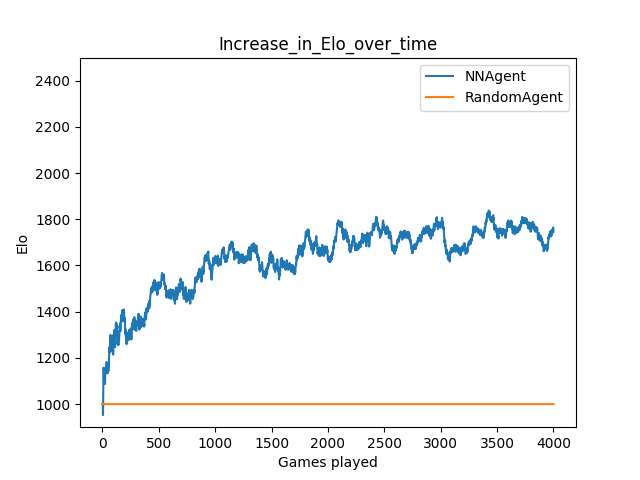 Increase_in_Elo_over_time
NNAgent
RandomAgent
2400
2200
2000
1800
1600
1400
1200
1000
Elo
0 500 1000 1500 2000 2500 3000 3500 4000
Games played